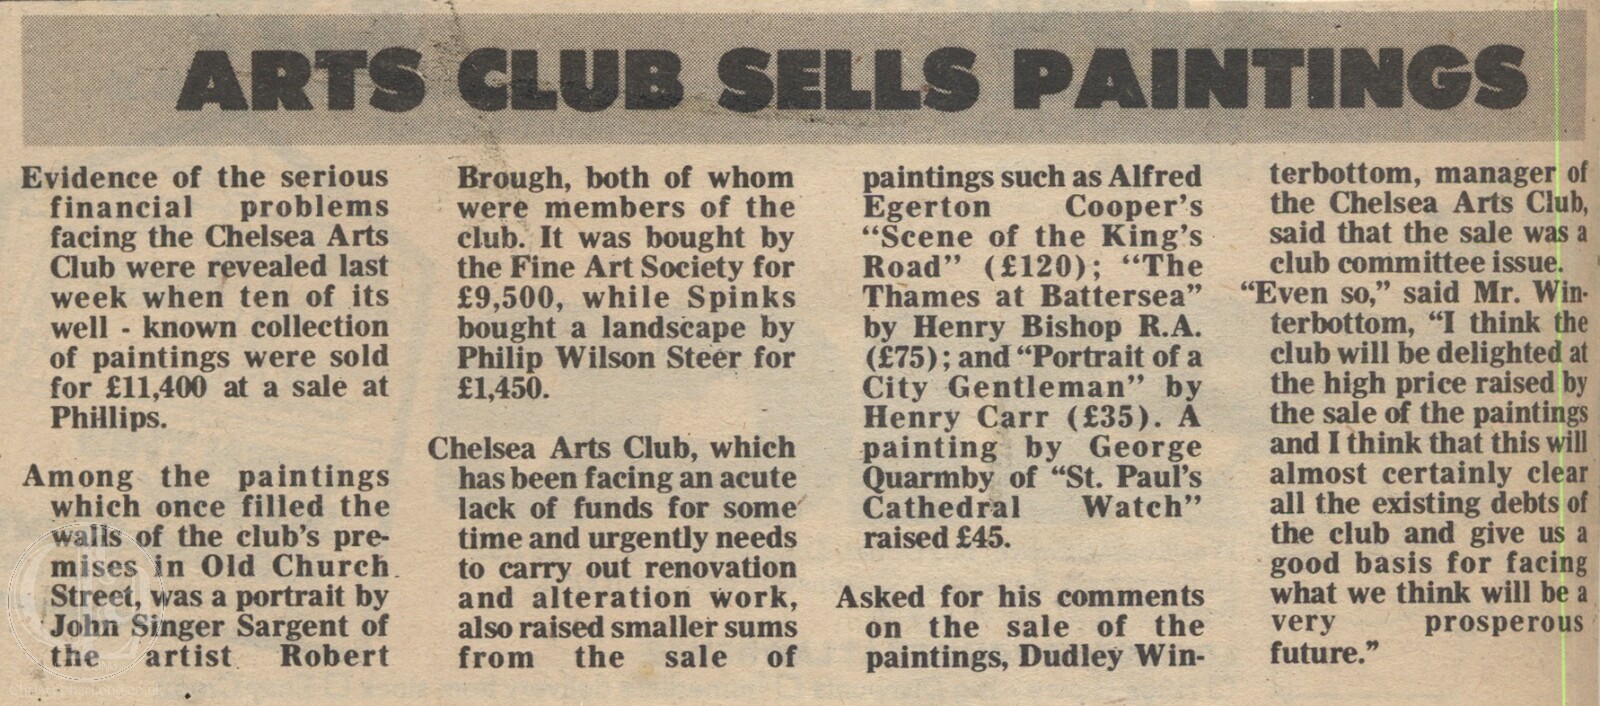 ARTS CLUB SELLS PAINTINGS
Evidence of the serious
financial problems
facing the Chelsea Arts
Club were revealed last
week when ten of its
well - known collection
of paintings were sold
for £11,400 at a sale at
Phillips.
Among the paintings
which once filled the
walls of the club's pre-
mises in Old Church
Street, was a portrait by
John Singer Sargent of
the artist Robert
Brough, both of whom
were members of the
club. It was bought by
the Fine Art Society for
£9,500, while Spinks
bought a landscape by
Philip Wilson Steer for
£1,450.
Chelsea Arts Club, which
has been facing an acute
lack of funds for some
time and urgently needs
to carry out renovation
and alteration work,
also raised smaller sums
from the sale of
paintings such as Alfred
Egerton Cooper's
"Scene of the King's
Road" (£120); "The
Thames at Battersea"
by Henry Bishop R.A.
(£75); and "Portrait of a
City Gentleman" by
Henry Carr (£35). A
painting by George
Quarmby of "St. Paul's
Cathedral Watch"
raised £45.
Asked for his comments
on the sale of the
paintings, Dudley Win-
terbottom, manager of
the Chelsea Arts Club,
said that the sale was a
club committee issue.
"Even so," said Mr. Win-
terbottom, "I think the
club will be delighted at
the high price raised by
the sale of the paintings
and I think that this will
almost certainly clear
all the existing debts of
the club and give us a
good basis for facing
what we think will be a
very prosperous
future."